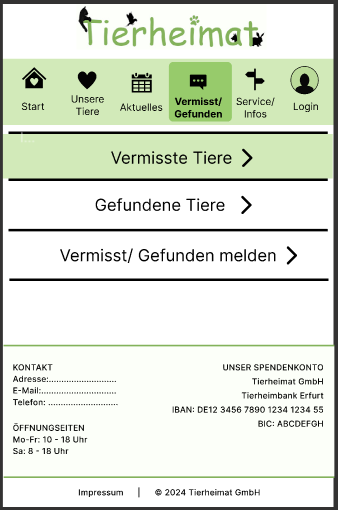 Tierheimat
Start
Unsere
Tiere
Aktuelles
Vermisst/
Gefunden
Service/
Infos
Login
Vermisste Tiere
Gefundene Tiere
Vermisst/ Gefunden melden
KONTAKT
Adresse:...........................
E-Mail:..............................
Telefon: ............................
ÖFFNUNGSEITEN
Mo-Fr: 10 - 18 Uhr
Sa: 8 - 18 Uhr
UNSER SPENDENKONTO
Tierheimat GmbH
Tierheimbank Erfurt
IBAN: DE12 3456 7890 1234 1234 55
BIC: ABCDEFGH
Impressum | © 2024 Tierheimat GmbH